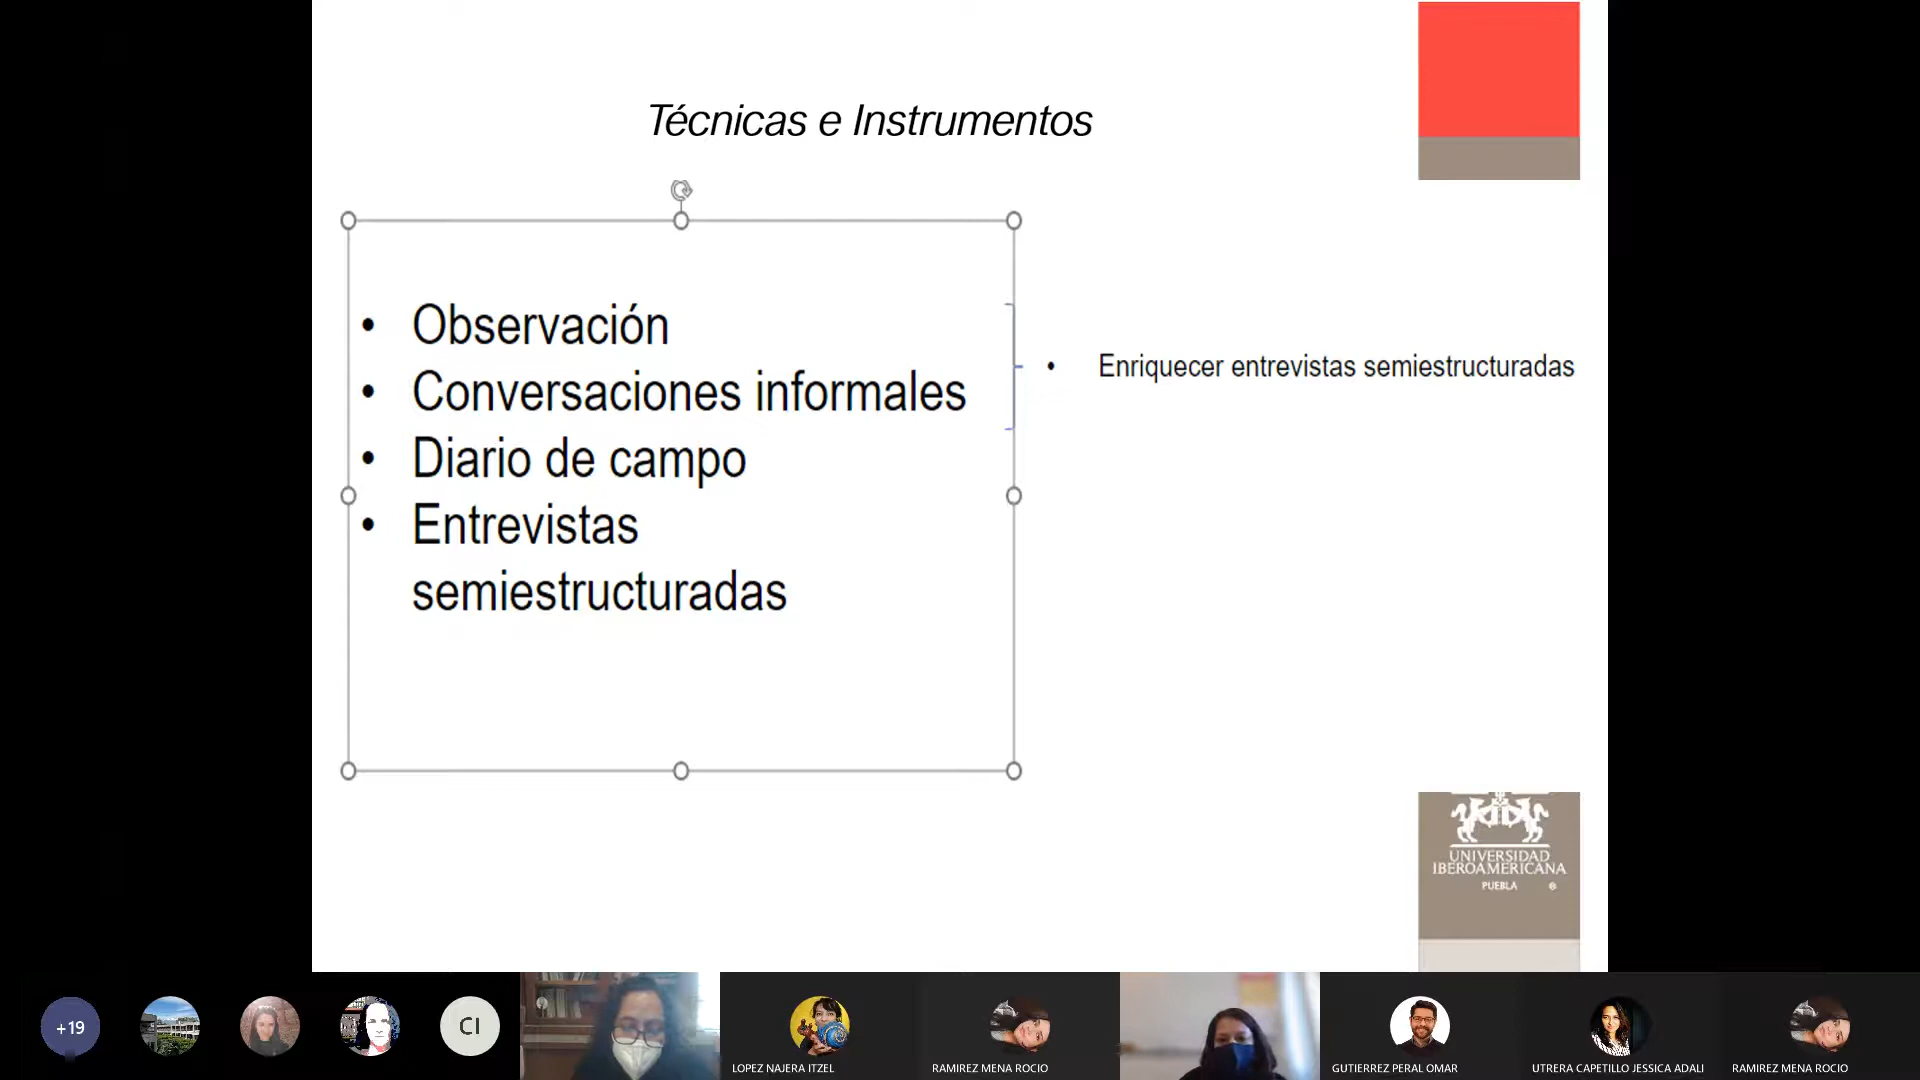 Técnicas e Instrumentos
• Observación
• Conversaciones informales
• Diario de campo
• Entrevistas
semiestructuradas
• Enriquecer entrevistas semiestructuradas
UNIVERSIDAD
IBEROAMERICANA
PUEBLA ®
+19
CI
LOPEZ NAJERA ITZEL
RAMIREZ MENA ROCIO
GUTIERREZ PERAL OMAR
UTRERA CAPETILLO JESSICA ADALI
RAMIREZ MENA ROCIO